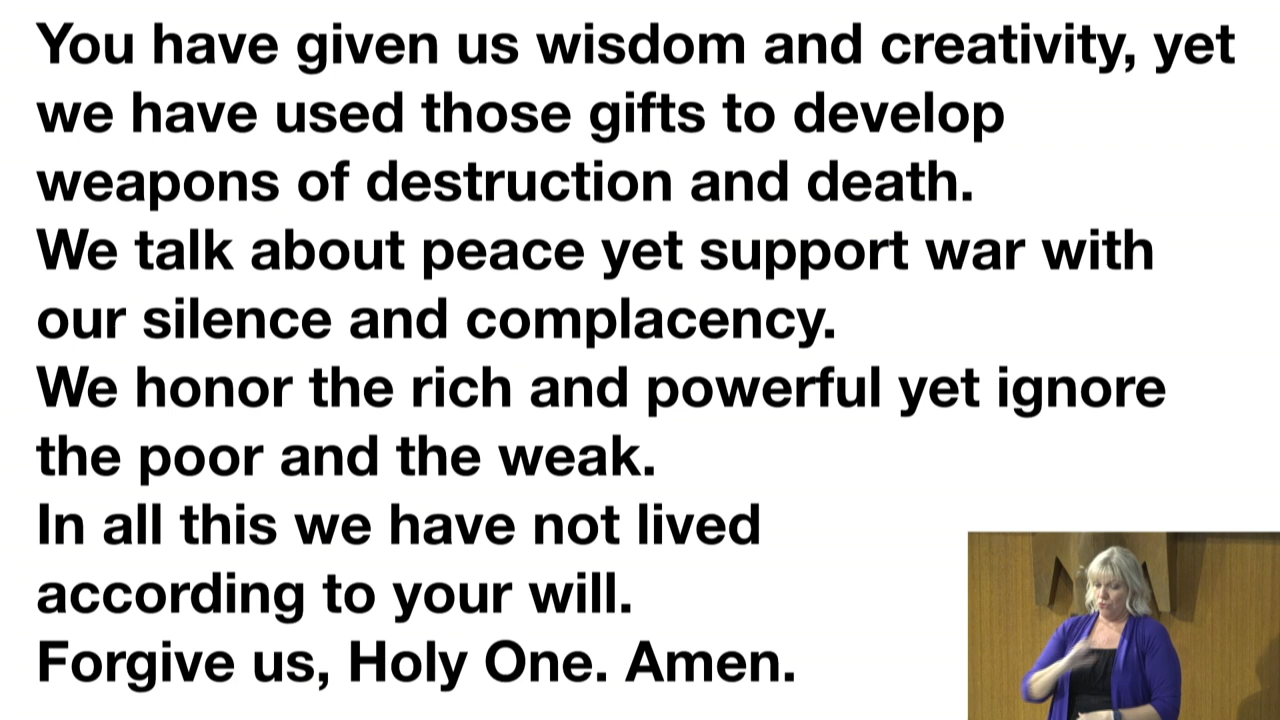 You have given us wisdom and creativity, yet
we have used those gifts to develop
weapons of destruction and death.
We talk about peace yet support war with
our silence and complacency.
We honor the rich and powerful yet ignore
the poor and the weak.
In all this we have not lived
according to your will.
Forgive us, Holy One. Amen.